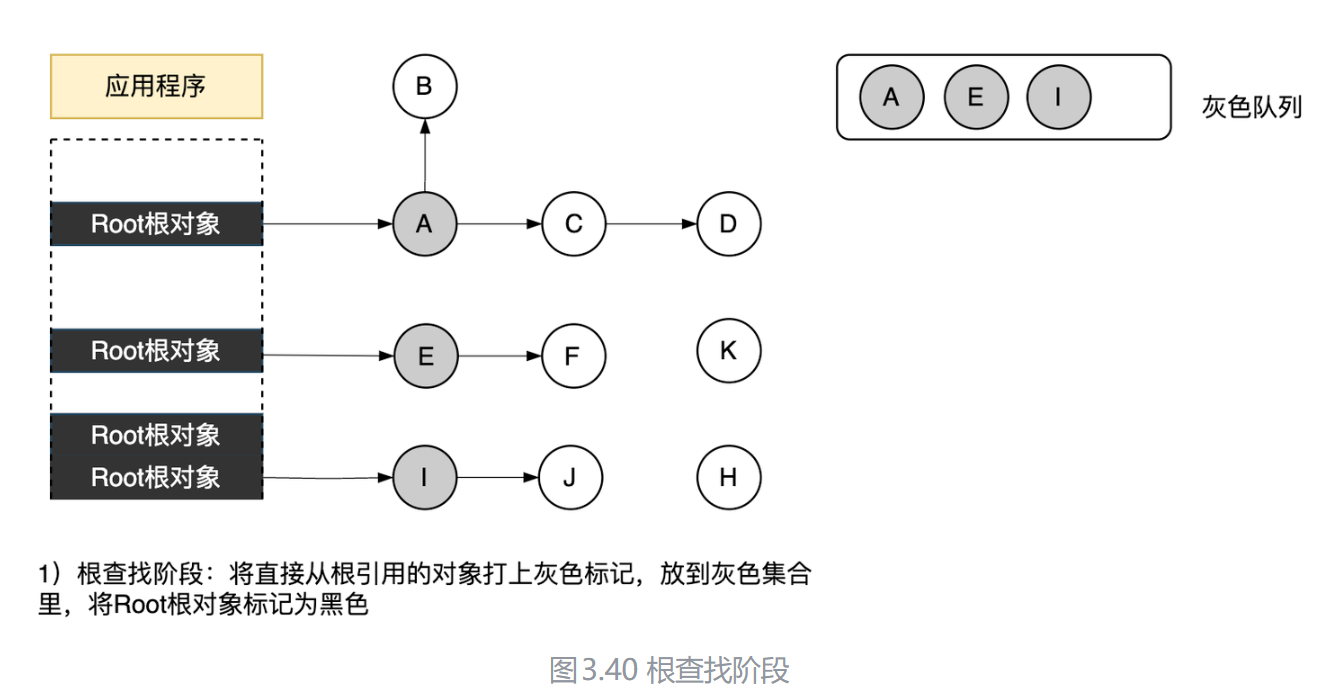 应用程序
B
A E I
灰色队列
Root根对象
A
C
D
Root根对象
E
F
K
Root根对象
Root根对象
I
J
H
1）根查找阶段：将直接从根引用的对象打上灰色标记，放到灰色集合
里，将Root根对象标记为黑色
图3.40 根查找阶段